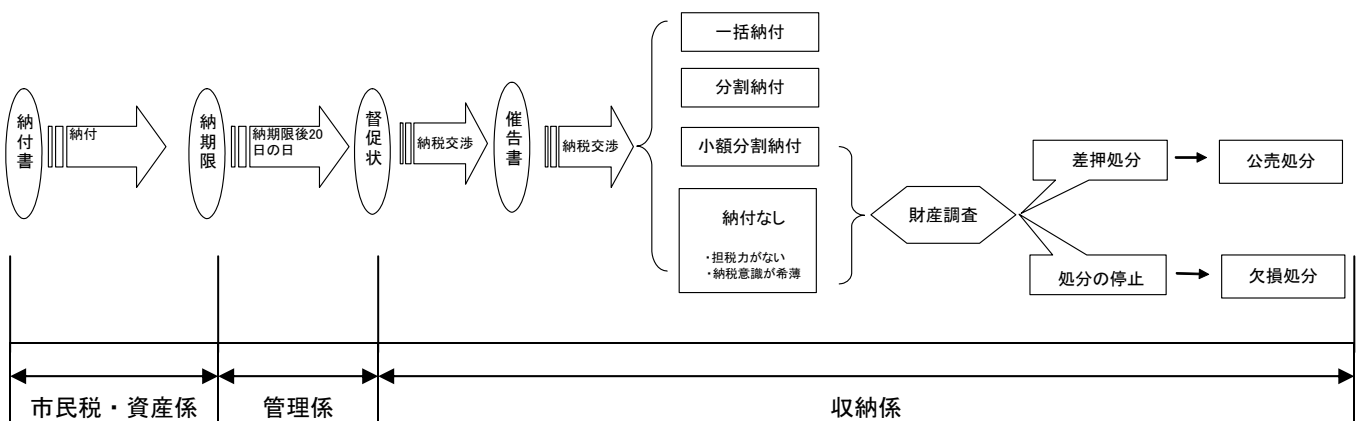 納付書
納付
納期限
納期限後20
日の日
督促状
納税交渉
催告書
納税交渉
一括納付
分割納付
小額分割納付
納付なし
・担税力がない
・納税意識が希薄
財産調査
差押処分
公売処分
処分の停止
欠損処分
市民税・資産係
管理係
収納係